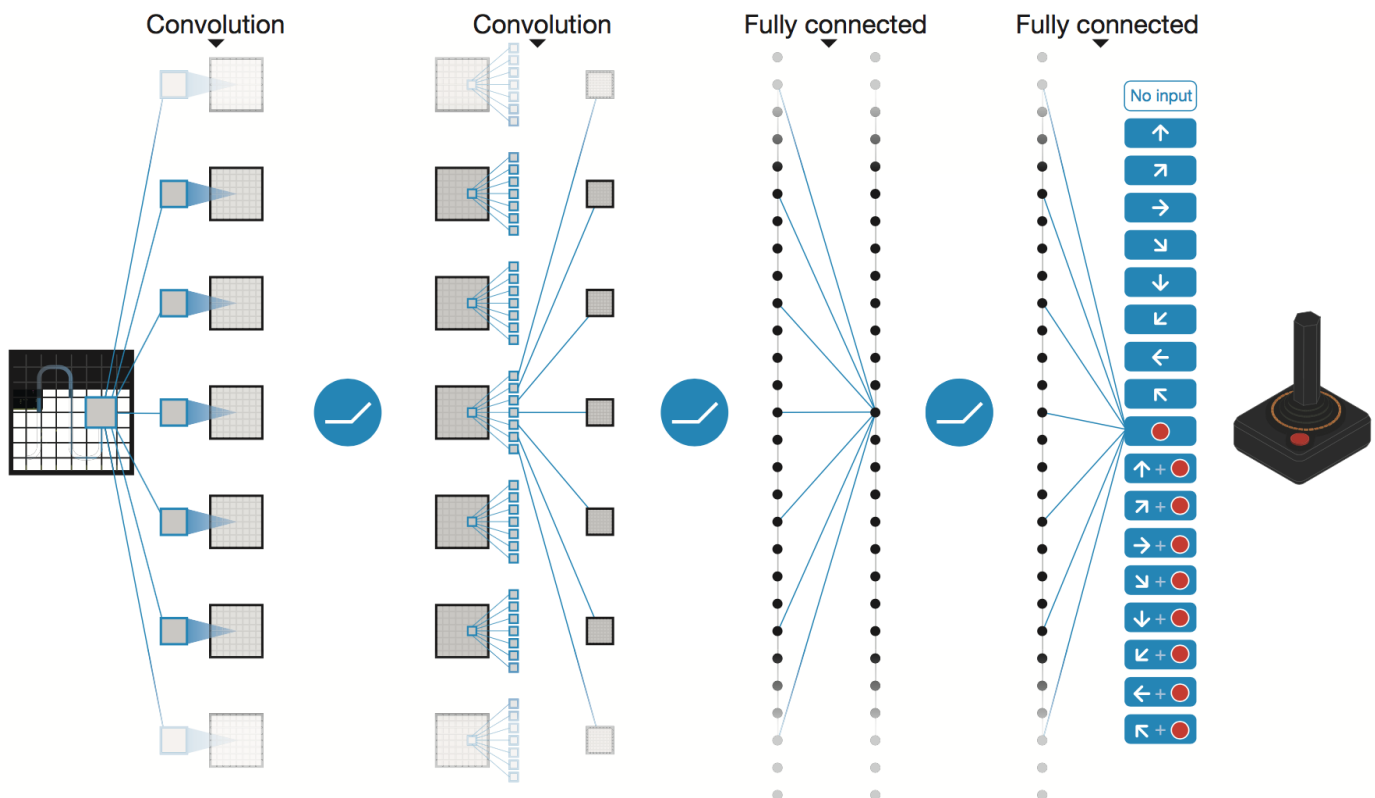 Convolution
Convolution
Fully connected
Fully connected
No input
+
+
+
+
+
+
+
+